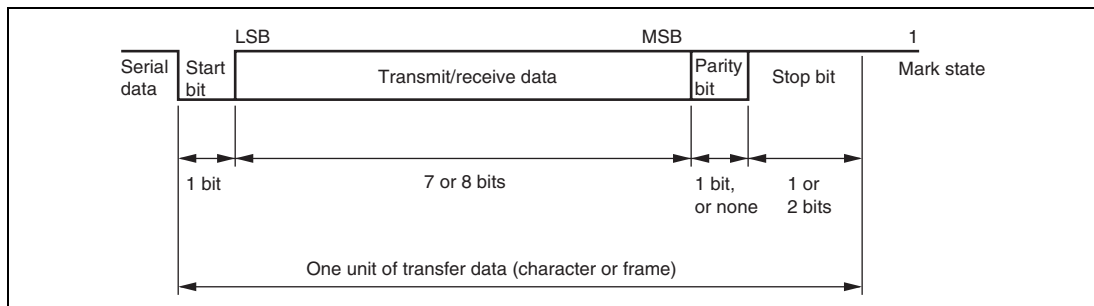 LSB
MSB
1
Serial
data
Start
bit
Transmit/receive data
Parity
bit
Stop bit
Mark state
1 bit
7 or 8 bits
1 bit,
or none
1 or
2 bits
One unit of transfer data (character or frame)